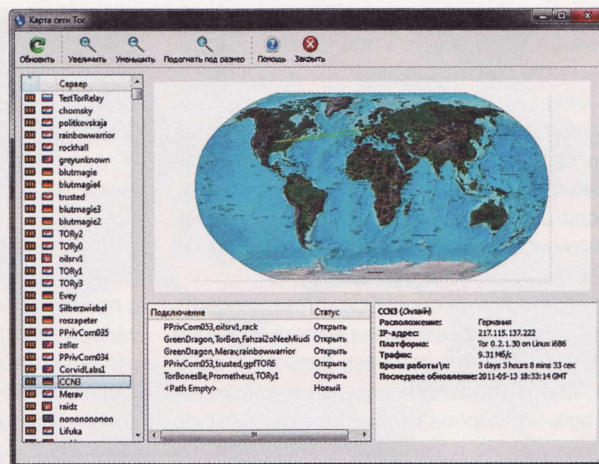 Карта сети Tor
Обновить Увеличить Уменьшить Подогнать под размер Помощь Закрыть
Сервер
TestTorRelay
chomsky
politkovskaja
rainbowwarrior
rockhall
greyunknown
blutmagie
blutmagie4
trusted
blutmagie3
blutmagie2
TORy2
TORy0
oilsrv1
TORy1
TORy3
Evey
Silberzwiebel
roszapeter
PPrivCom035
zeller
PPrivCom034
CorvidLabs1
CCN3
Merav
raidz
nononononon
Lifuka
Подключение Статус
PPrivCom053,oilsrv1,rack Открыть
GreenDragon,TorBen,FahzaiZoNeeMiudi Открыть
GreenDragon,Merav,rainbowwarrior Открыть
PPrivCom053,trusted,gpfTOR6 Открыть
TorBonesBe,Prometheus,TORy1 Открыть
<Path Empty> Новый
CCN3 (Онлайн)
Расположение: Германия
IP-адрес: 217.115.137.222
Платформа: Tor 0.2.1.30 on Linux i686
Трафик: 9.31 Мб/с
Время работы\n: 3 days 3 hours 8 mins 33 сек
Последнее обновление: 2011-05-13 18:33:14 GMT